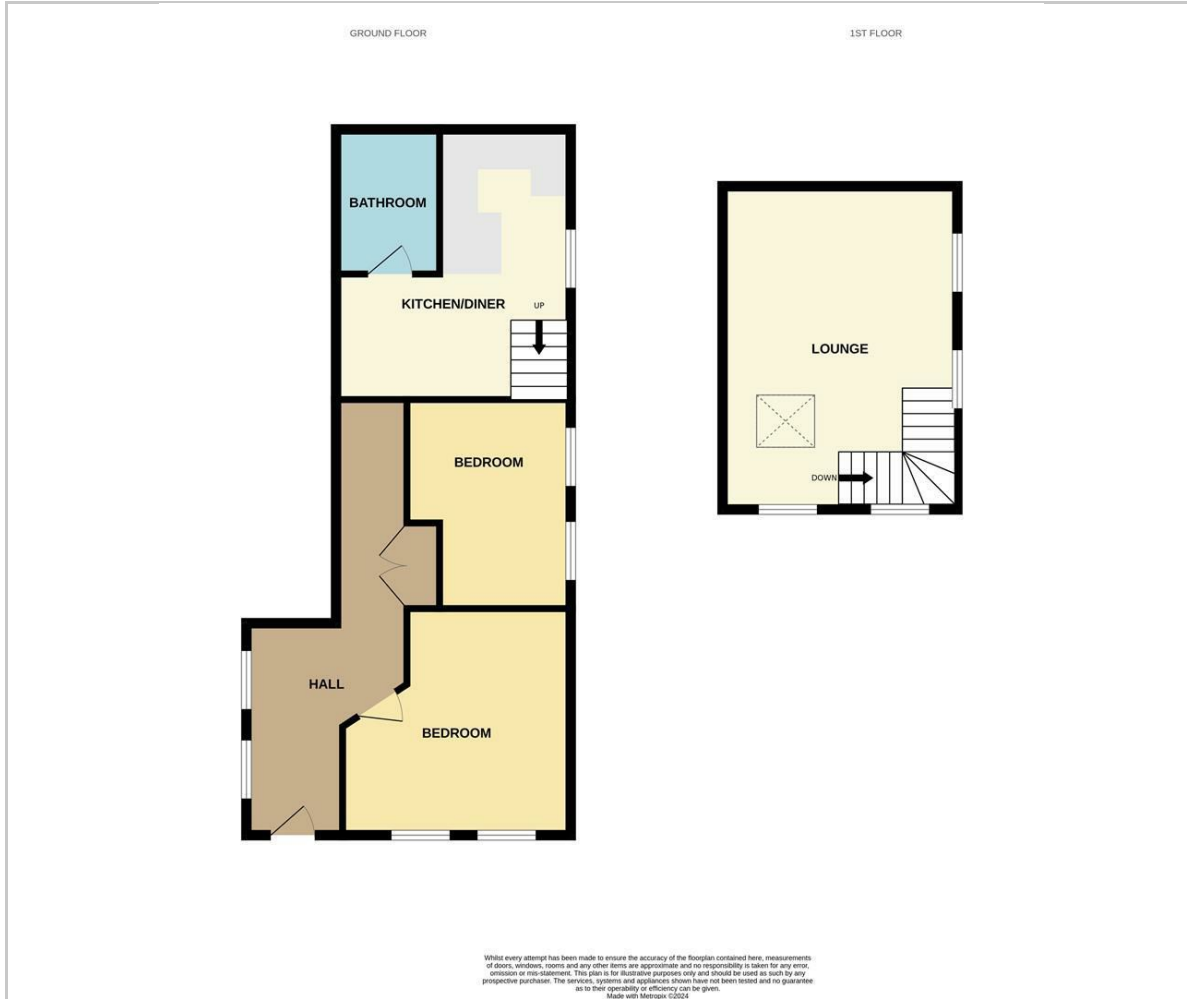 GROUND FLOOR
1ST FLOOR
BATHROOM
KITCHEN/DINER
UP
LOUNGE
BEDROOM
DOWN
HALL
BEDROOM
Whilst every attempt has been made to ensure the accuracy of the floorplan contained here, measurements
of doors, windows, rooms and any other items are approximate and no responsibility is taken for any error,
omission or mis-statement. This plan is for illustrative purposes only and should be used as such by any
prospective purchaser. The services, systems and appliances shown have not been tested and no guarantee
as to their operability or efficiency can be given.
Made with Metropix ©2024